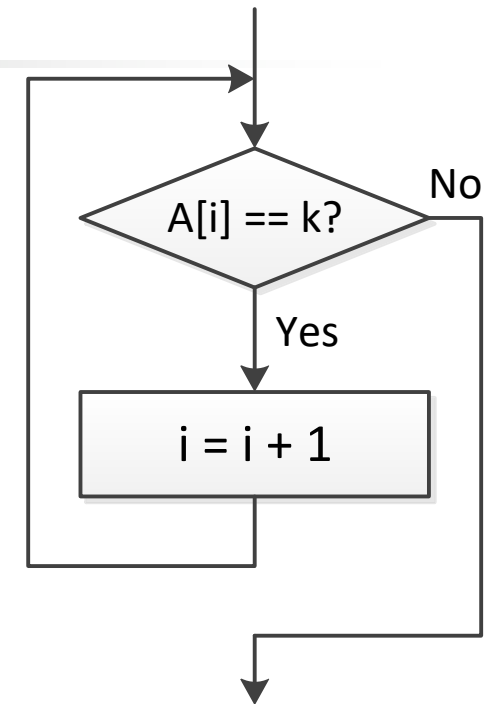 A[i] == k?
No
Yes
i = i + 1